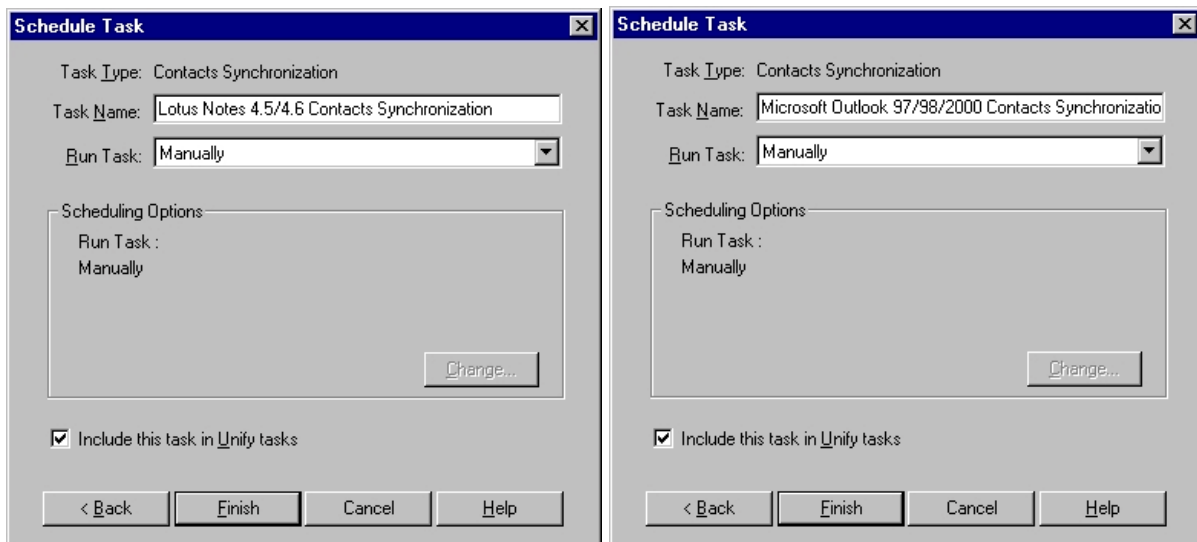 Schedule Task
Task Type: Contacts Synchronization
Task Name: Lotus Notes 4.5/4.6 Contacts Synchronization
Run Task: Manually
Scheduling Options
Run Task :
Manually
Change...
Include this task in Unify tasks
< Back Finish Cancel Help
Schedule Task
Task Type: Contacts Synchronization
Task Name: Microsoft Outlook 97/98/2000 Contacts Synchronizatio
Run Task: Manually
Scheduling Options
Run Task :
Manually
Change...
Include this task in Unify tasks
< Back Finish Cancel Help